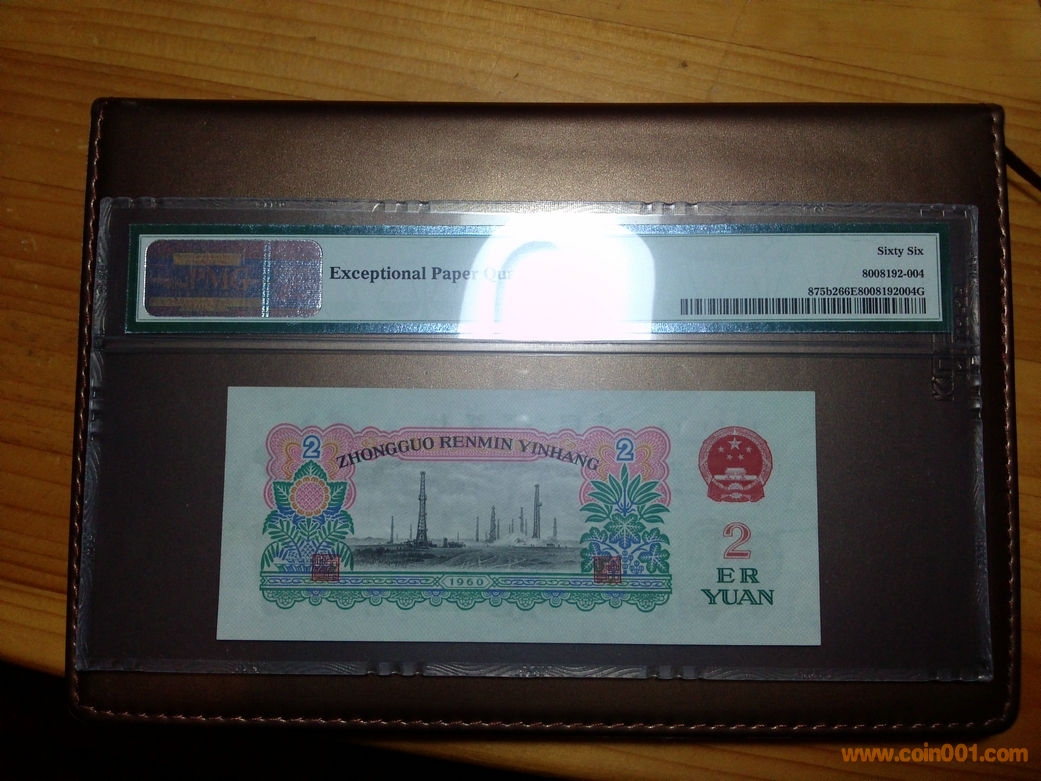 PMG
Exceptional Paper
Sixty Six
8008192-004
875b266E8008192004G
2
ZHONGGUO RENMIN YINHANG
2
2
ER
YUAN
1960
www.coin001.com